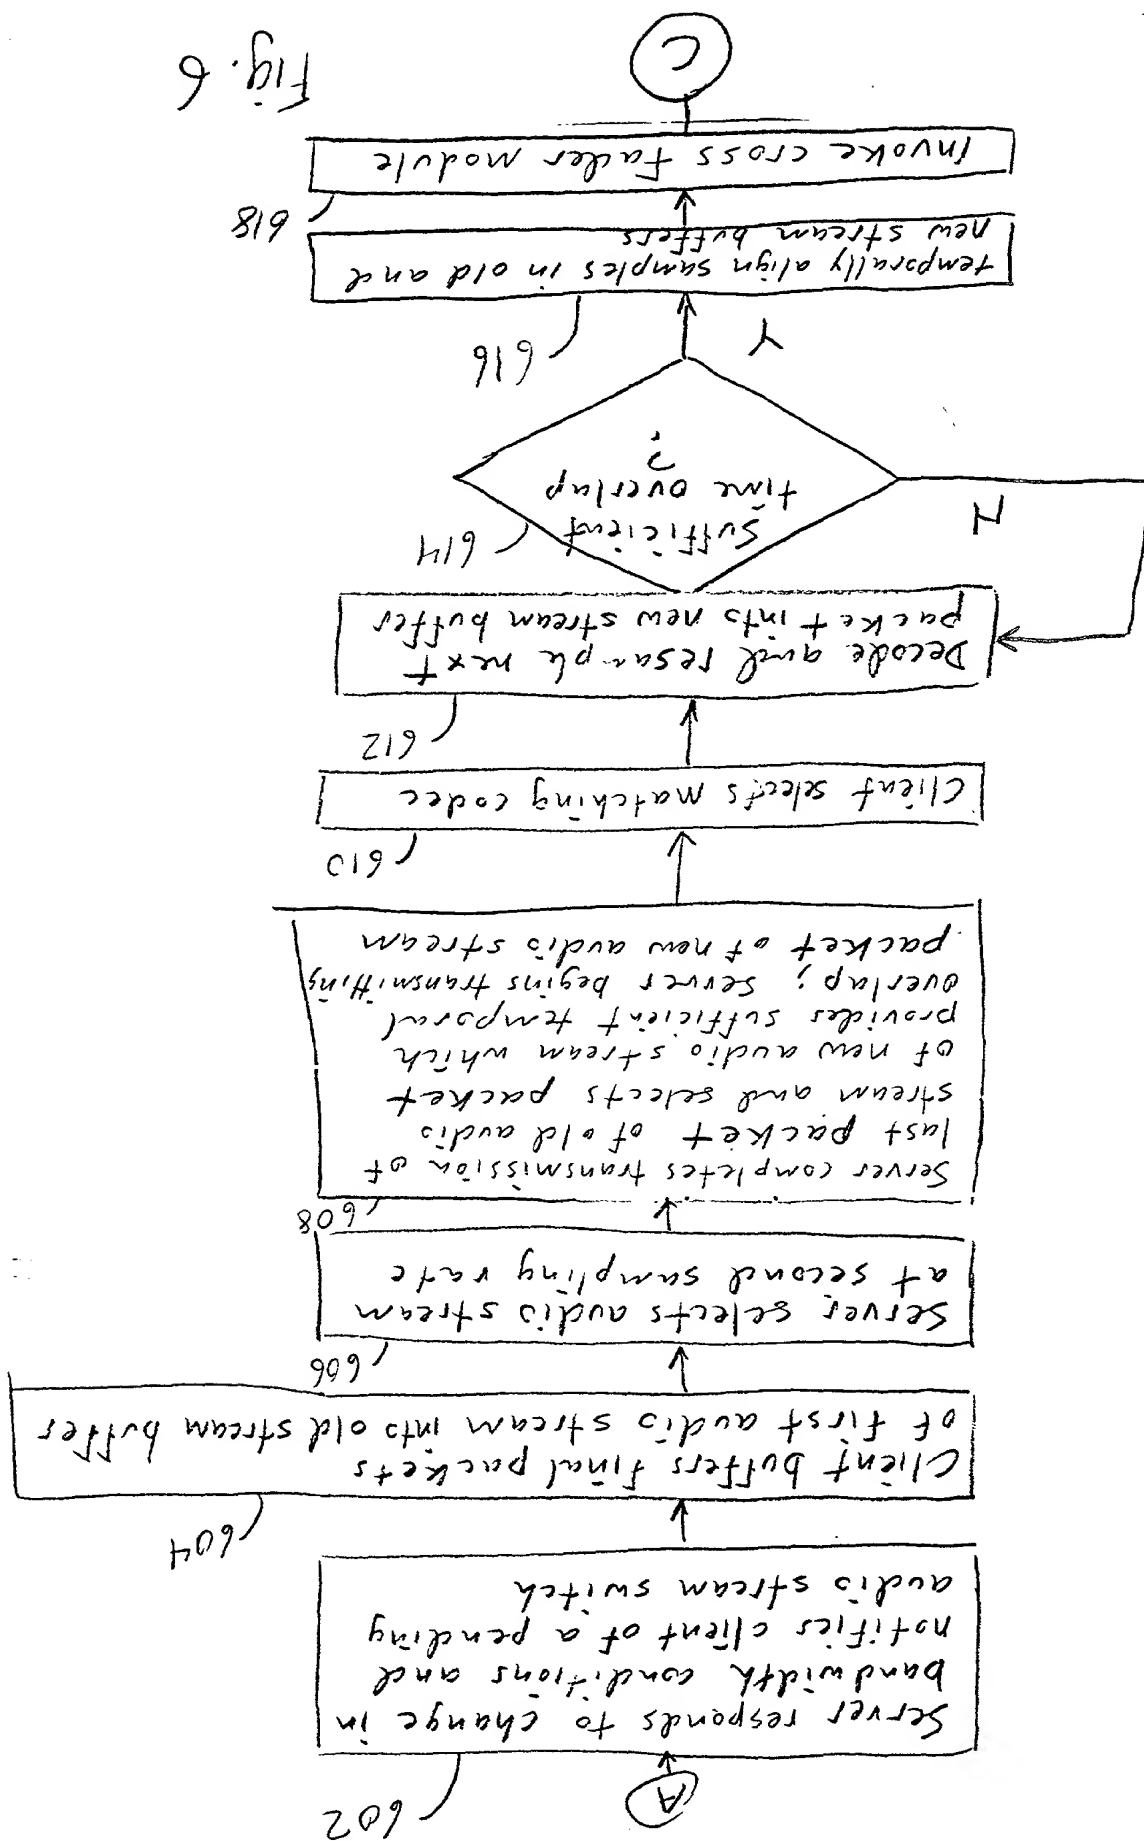 602
A
Server responds to change in
bandwidth conditions and
notifies client of a pending
audio stream switch
604
Client buffers final packets
of first audio stream into old stream buffer
606
Server selects audio stream
at second sampling rate
608
Server completes transmission of
last packet of old audio
stream and selects packet
of new audio stream which
provides sufficient temporal
overlap; server begins transmitting
packet of new audio stream
610
Client selects matching codec
612
Decode and resample next
packet into new stream buffer
614
Sufficient
time overlap
?
N
Y
616
temporally align samples in old and
new stream buffers
618
Invoke cross fader module
C
Fig. 6